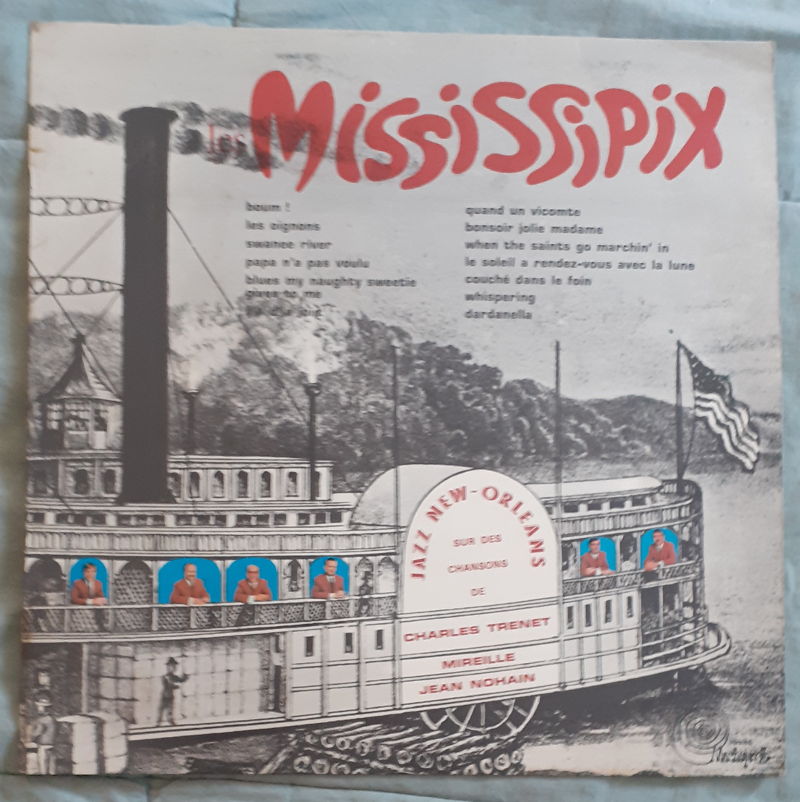 les MISSISSIPIX
boum !
les oignons
swanee river
papa n'a pas voulu
blues my naughty sweetie
gives to me
quand un vicomte
bonsoir jolie madame
when the saints go marchin' in
le soleil a rendez-vous avec la lune
couché dans le foin
whispering
dardanella
JAZZ NEW-ORLEANS
SUR DES
CHANSONS
DE
CHARLES TRENET
MIREILLE
JEAN NOHAIN